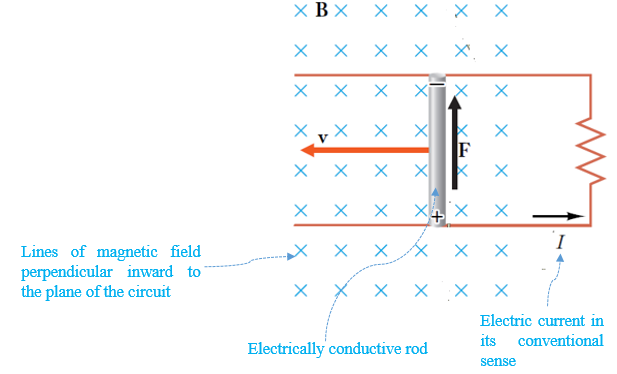 B
v
F
−
+
I
Lines of magnetic field
perpendicular inward to
the plane of the circuit
Electrically conductive rod
Electric current in
its conventional
sense